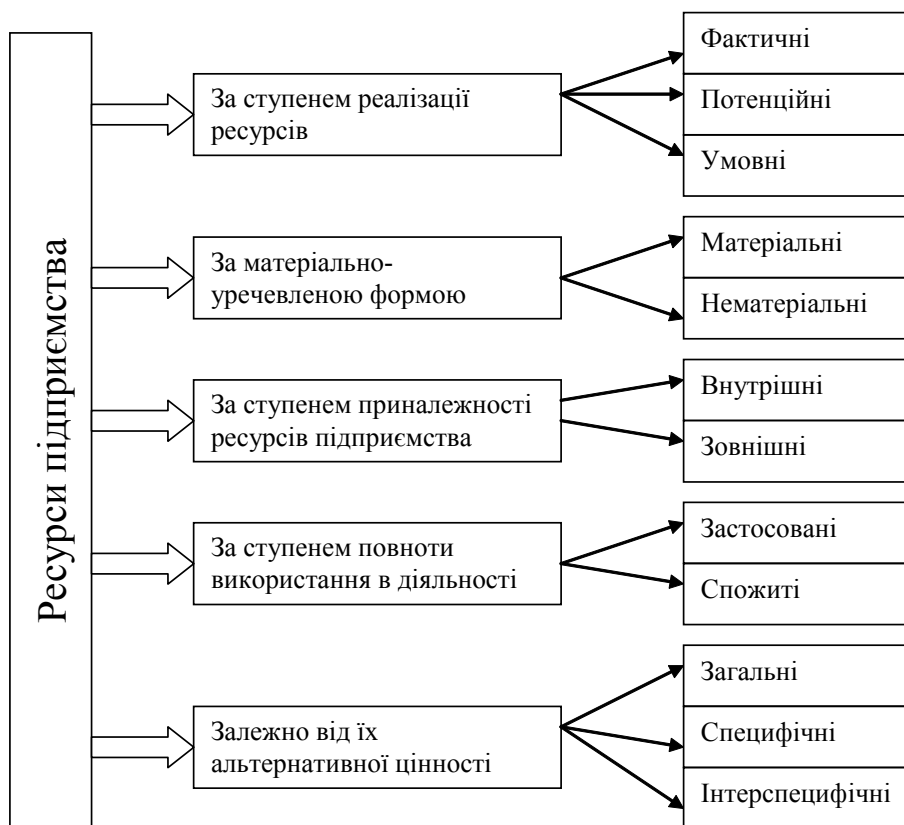 Ресурси підприємства
За ступенем реалізації
ресурсів
Фактичні
Потенційні
Умовні
За матеріально-
уречевленою формою
Матеріальні
Нематеріальні
За ступенем приналежності
ресурсів підприємства
Внутрішні
Зовнішні
За ступенем повноти
використання в діяльності
Застосовані
Спожиті
Залежно від їх
альтернативної цінності
Загальні
Специфічні
Інтерспецифічні